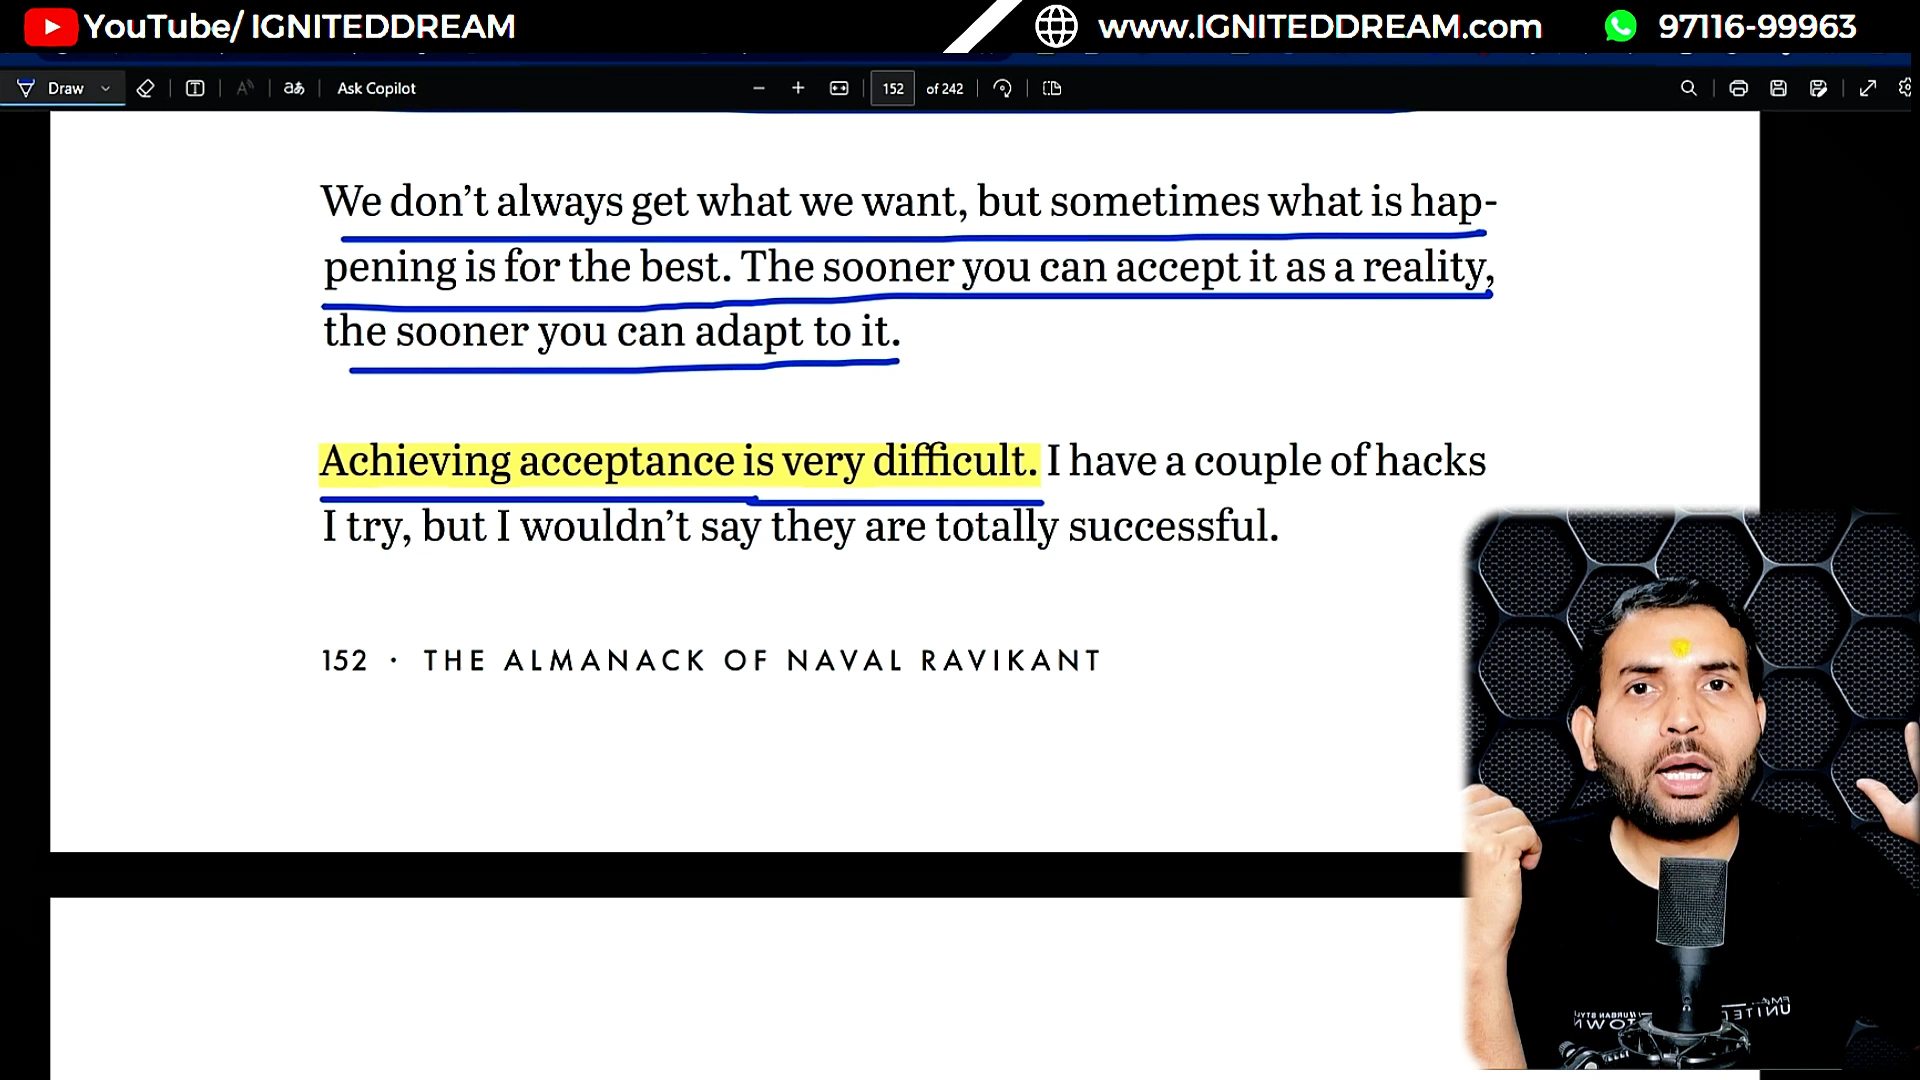 YouTube/ IGNITEDDREAM
www.IGNITEDDREAM.com
97116-99963
Draw
aあ
Ask Copilot
152 of 242
We don’t always get what we want, but sometimes what is hap-
pening is for the best. The sooner you can accept it as a reality,
the sooner you can adapt to it.
Achieving acceptance is very difficult. I have a couple of hacks
I try, but I wouldn’t say they are totally successful.
152 · THE ALMANACK OF NAVAL RAVIKANT